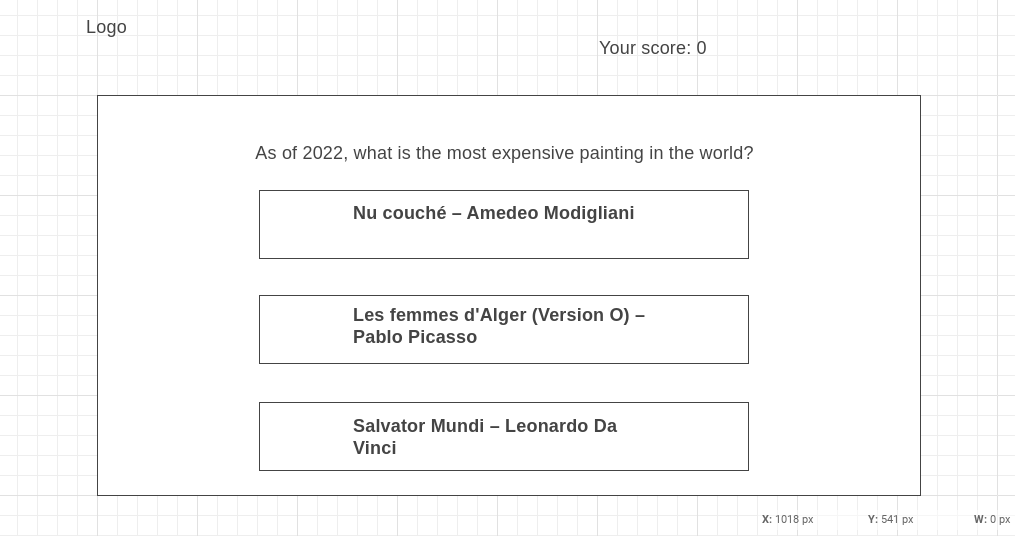 Logo
Your score: 0
As of 2022, what is the most expensive painting in the world?
Nu couché – Amedeo Modigliani
Les femmes d'Alger (Version O) –
Pablo Picasso
Salvator Mundi – Leonardo Da
Vinci
X: 1018 px Y: 541 px W: 0 px